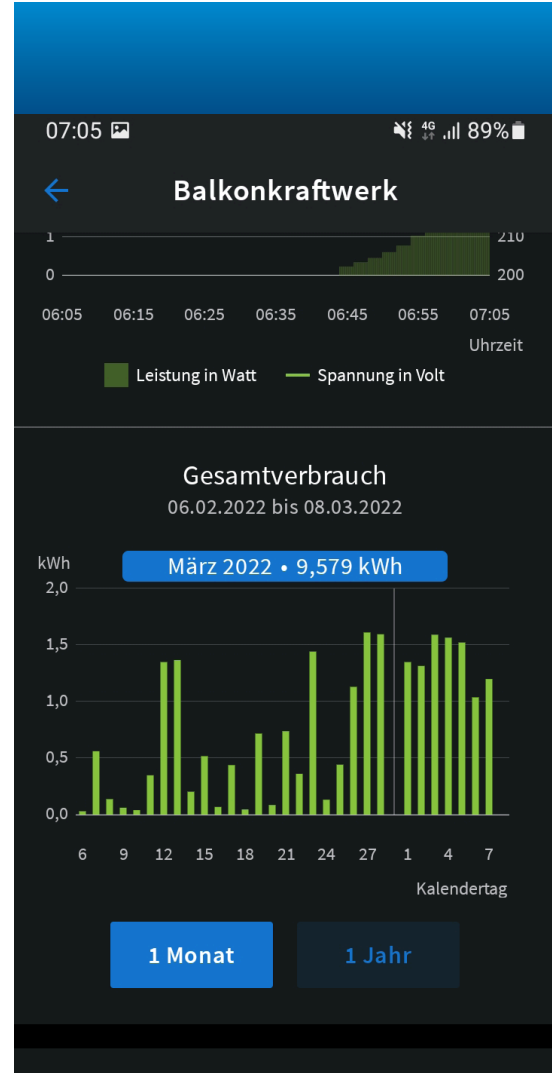 07:05 4G 89%
Balkonkraftwerk
1 210
0 200
06:05 06:15 06:25 06:35 06:45 06:55 07:05
Uhrzeit
Leistung in Watt Spannung in Volt
Gesamtverbrauch
06.02.2022 bis 08.03.2022
kWh
März 2022 • 9,579 kWh
2,0
1,5
1,0
0,5
0,0
6 9 12 15 18 21 24 27 1 4 7
Kalendertag
1 Monat 1 Jahr